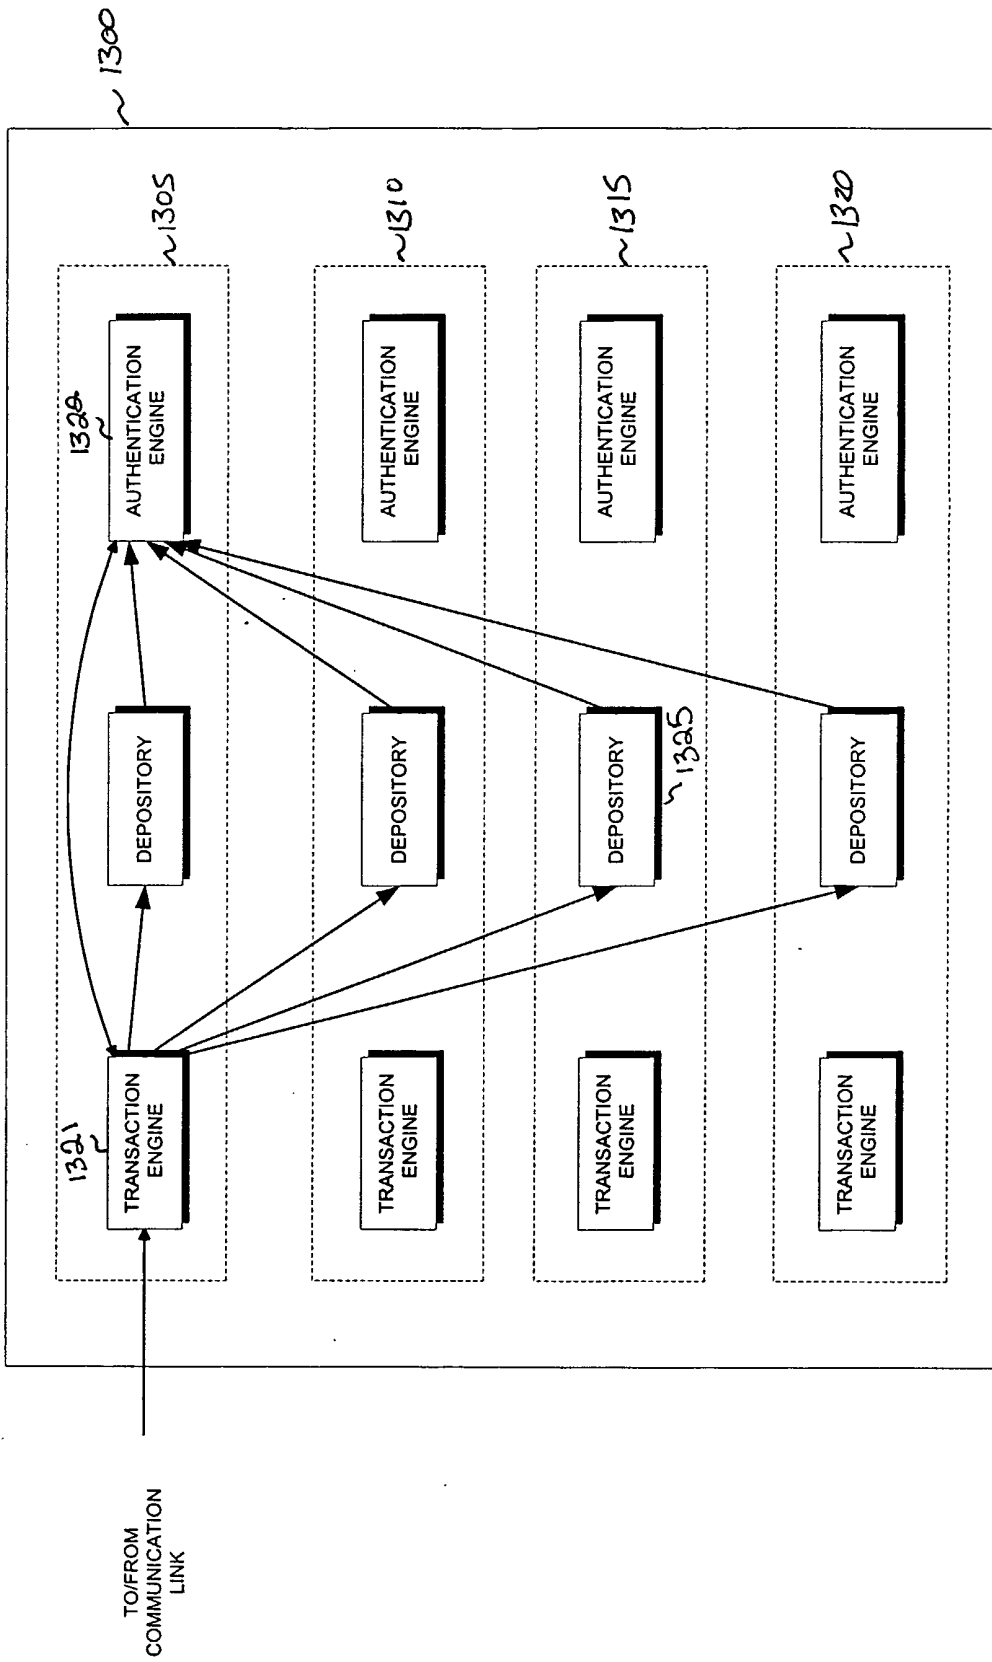 1300
TO/FROM
COMMUNICATION
LINK
1305
1321
TRANSACTION
ENGINE
DEPOSITORY
AUTHENTICATION
ENGINE
1310
TRANSACTION
ENGINE
DEPOSITORY
AUTHENTICATION
ENGINE
1315
TRANSACTION
ENGINE
DEPOSITORY
1325
AUTHENTICATION
ENGINE
1320
TRANSACTION
ENGINE
DEPOSITORY
AUTHENTICATION
ENGINE